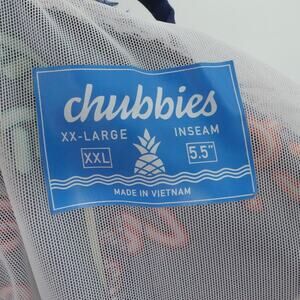 chubbies
XX-LARGE INSEAM
XXL 5.5"
MADE IN VIETNAM